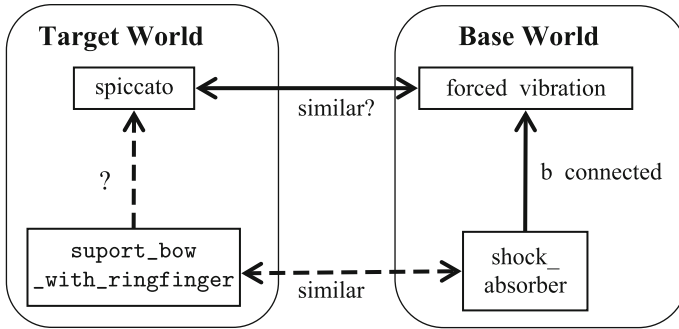 Target World
Base World
spiccato
forced vibration
similar?
?
b connected
suport_bow
_with_ringfinger
shock_
absorber
similar